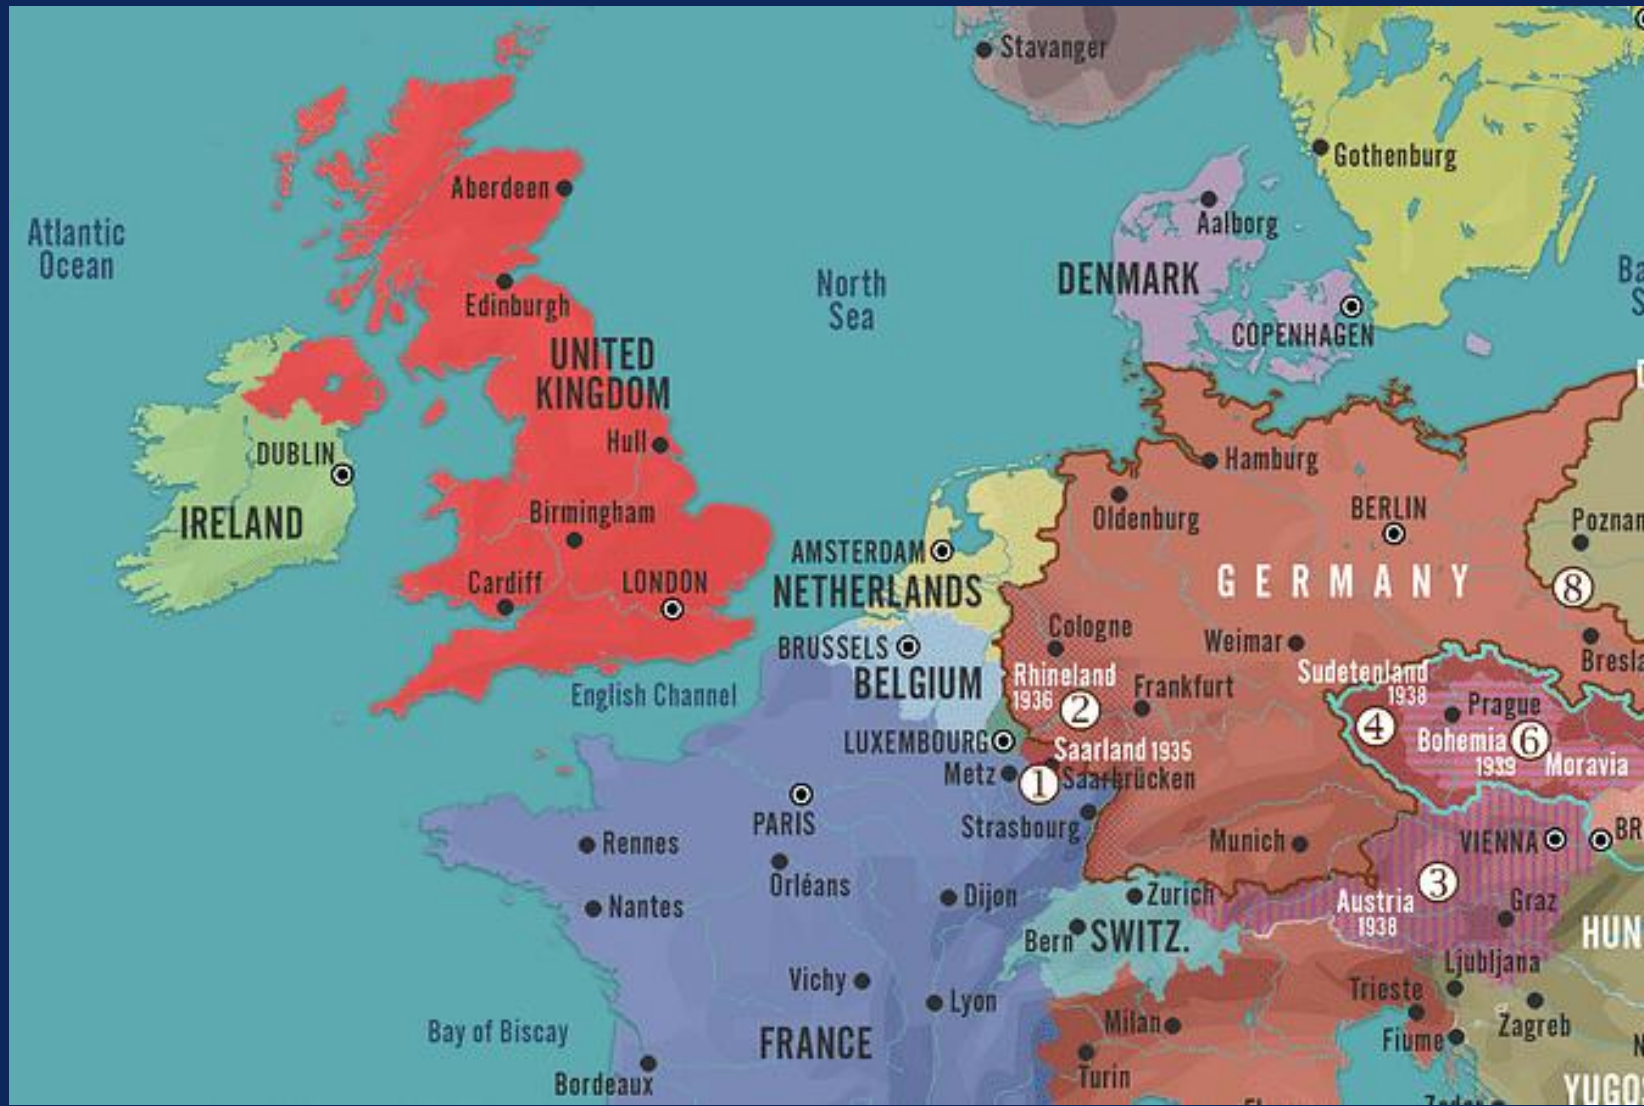 Stavanger
Gothenburg
Atlantic
Ocean
Aberdeen
Aalborg
North
Sea
DENMARK
Edinburgh
COPENHAGEN
UNITED
KINGDOM
Hull
DUBLIN
Hamburg
IRELAND
Birmingham
Oldenburg
BERLIN
Poznan
AMSTERDAM
NETHERLANDS
Cardiff
LONDON
GERMANY
8
Cologne
BRUSSELS
Weimar
BELGIUM
Rhineland
1936
2
Frankfurt
Sudetenland
1938
English Channel
4
Prague
Bohemia
6
1939
Moravia
LUXEMBOURG
Saarland 1935
Metz
1
Saarbrücken
PARIS
Strasbourg
Rennes
Munich
VIENNA
BR
Orléans
Dijon
Zurich
3
Austria
1938
Graz
Nantes
Bern
SWITZ.
HUN
Ljubljana
Vichy
Lyon
Trieste
Milan
Zagreb
Bay of Biscay
FRANCE
Fiume
Bordeaux
Turin
YUGOS